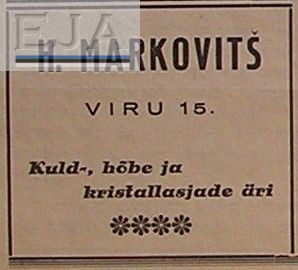 EJA
H. MARKOVITŠ
VIRU 15.
Kuld-, hõbe ja
kristallasjade äri